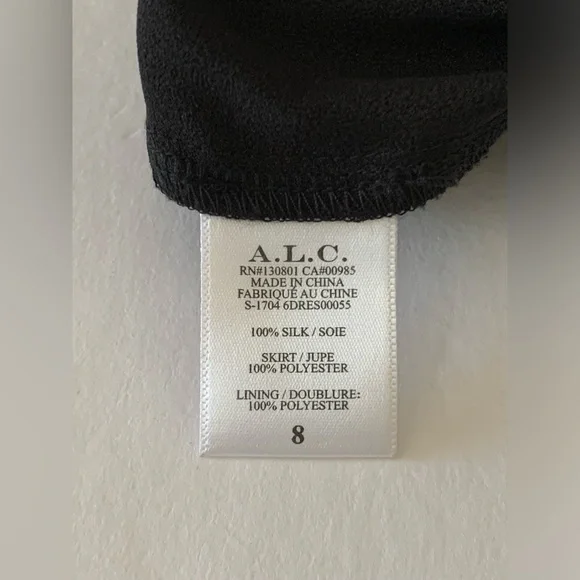 A.L.C.
RN#130801 CA#00985
MADE IN CHINA
FABRIQUÉ AU CHINE
S-1704 6DRES00055
100% SILK / SOIE
SKIRT / JUPE
100% POLYESTER
LINING / DOUBLURE:
100% POLYESTER
8